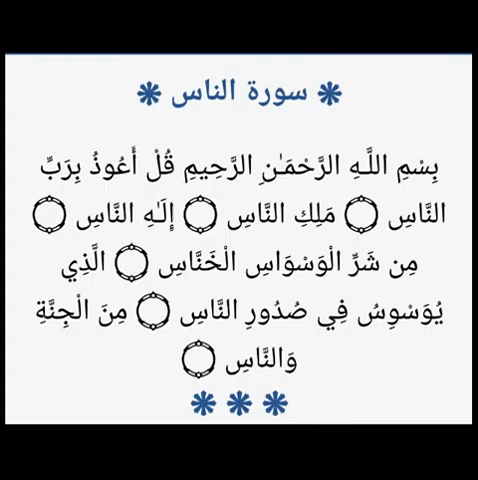 ❋ سورة الناس ❋
بِسْمِ اللَّـهِ الرَّحْمَـٰنِ الرَّحِيمِ قُلْ أَعُوذُ بِرَبِّ
النَّاسِ ۝ مَلِكِ النَّاسِ ۝ إِلَـٰهِ النَّاسِ ۝
مِن شَرِّ الْوَسْوَاسِ الْخَنَّاسِ ۝ الَّذِي
يُوَسْوِسُ فِي صُدُورِ النَّاسِ ۝ مِنَ الْجِنَّةِ
وَالنَّاسِ ۝
❋ ❋ ❋